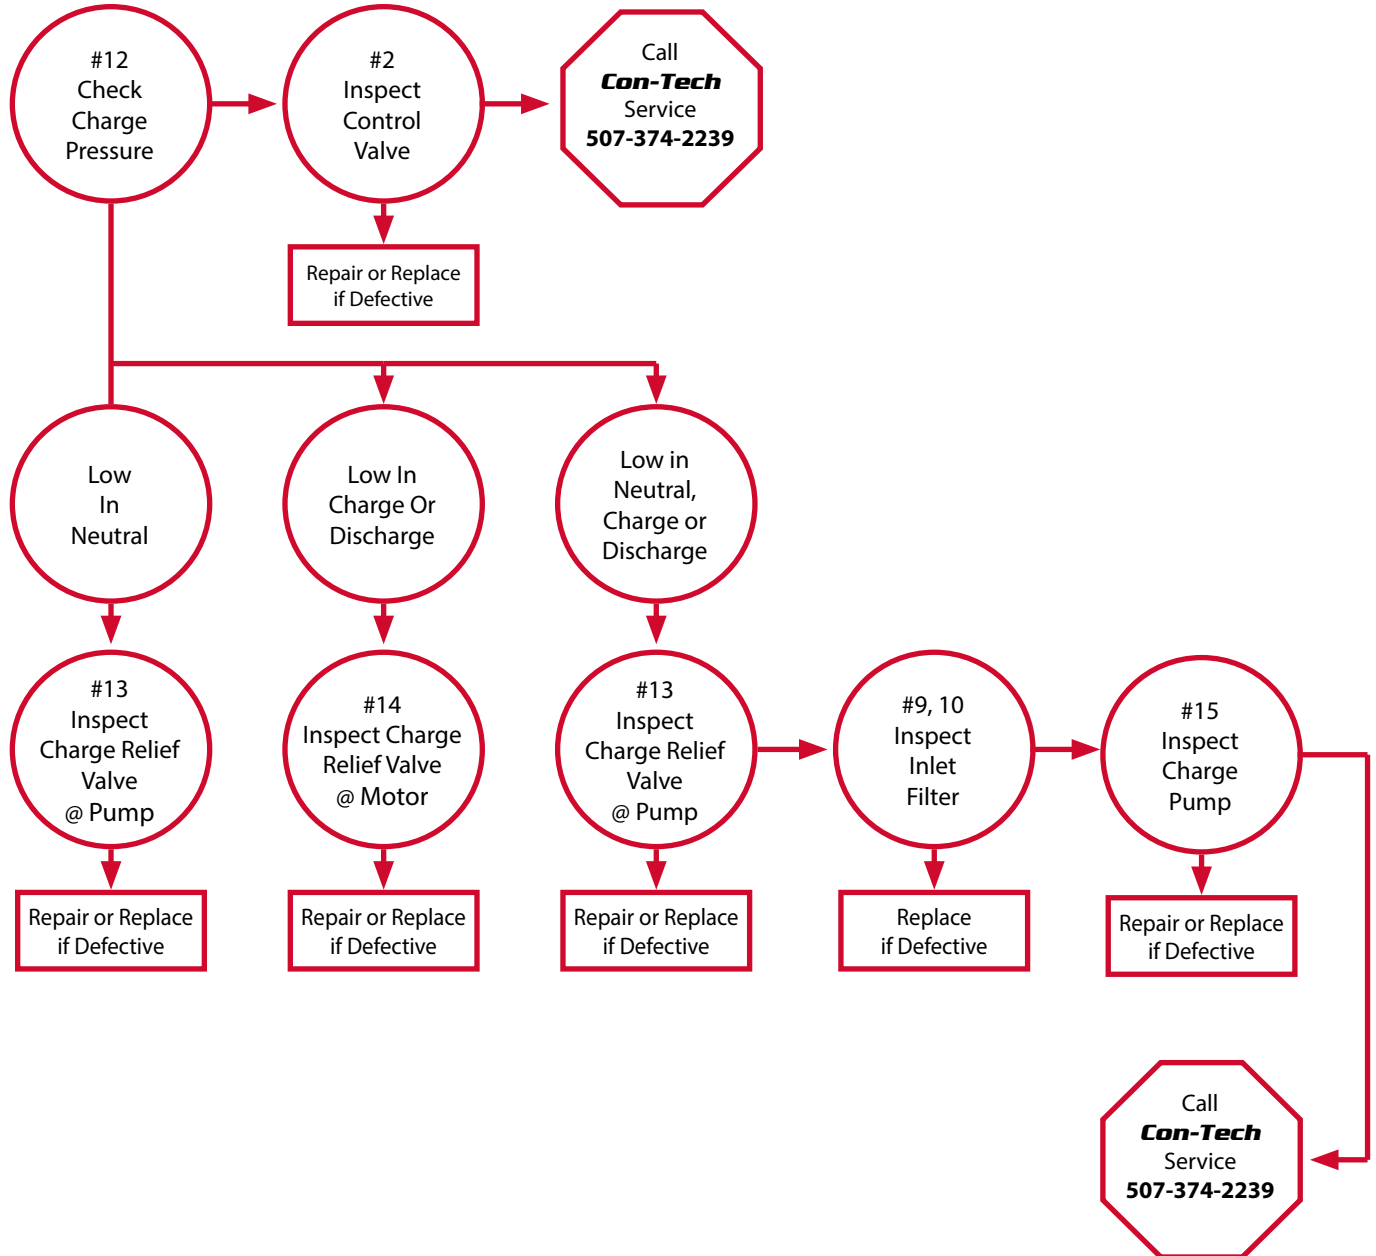 #12
Check
Charge
Pressure
#2
Inspect
Control
Valve
Call
Con-Tech
Service
507-374-2239
Repair or Replace
if Defective
Low
In
Neutral
Low In
Charge Or
Discharge
Low in
Neutral,
Charge or
Discharge
#13
Inspect
Charge Relief
Valve
@ Pump
#14
Inspect Charge
Relief Valve
@ Motor
#13
Inspect
Charge Relief
Valve
@ Pump
#9, 10
Inspect
Inlet
Filter
#15
Inspect
Charge
Pump
Repair or Replace
if Defective
Repair or Replace
if Defective
Repair or Replace
if Defective
Replace
if Defective
Repair or Replace
if Defective
Call
Con-Tech
Service
507-374-2239